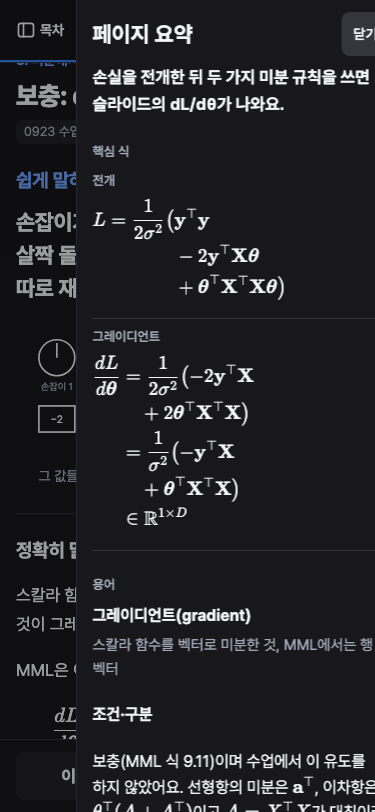 목차
페이지 요약
손실을 전개한 뒤 두 가지 미분 규칙을 쓰면
슬라이드의 dL/dθ가 나와요.
핵심 식
전개
L = 1/2σ² (y⊤y
− 2y⊤Xθ
+ θ⊤X⊤Xθ)
그레이디언트
dL/dθ = 1/2σ² (−2y⊤X
+ 2θ⊤X⊤X)
= 1/σ² (−y⊤X
+ θ⊤X⊤X)
∈ ℝ^{1×D}
용어
그레이디언트(gradient)
스칼라 함수를 벡터로 미분한 것, MML에서는 행
벡터
조건·구분
보충(MML 식 9.11)이며 수업에서 이 유도를
하지 않았어요. 선형항의 미분은 a⊤, 이차항은
보충:
0923 수업
쉽게 말하
손잡이
살짝 돌
따로 재
손잡이 1
−2
그 값들
정확히
스칼라 함
것이 그레
MML은
dL